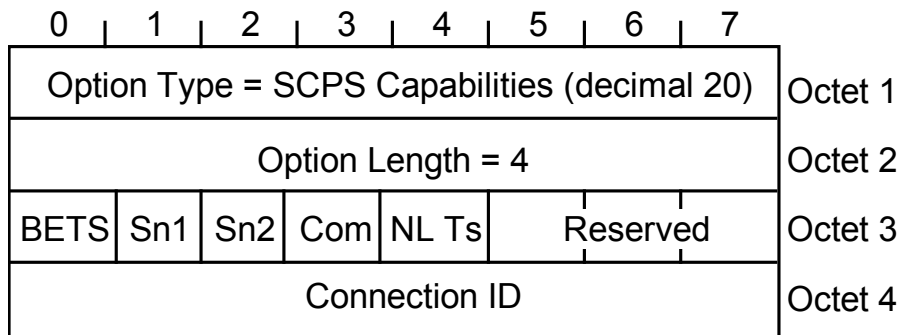 0 1 2 3 4 5 6 7
Option Type = SCPS Capabilities (decimal 20) Octet 1
Option Length = 4 Octet 2
BETS Sn1 Sn2 Com NL Ts Reserved Octet 3
Connection ID Octet 4